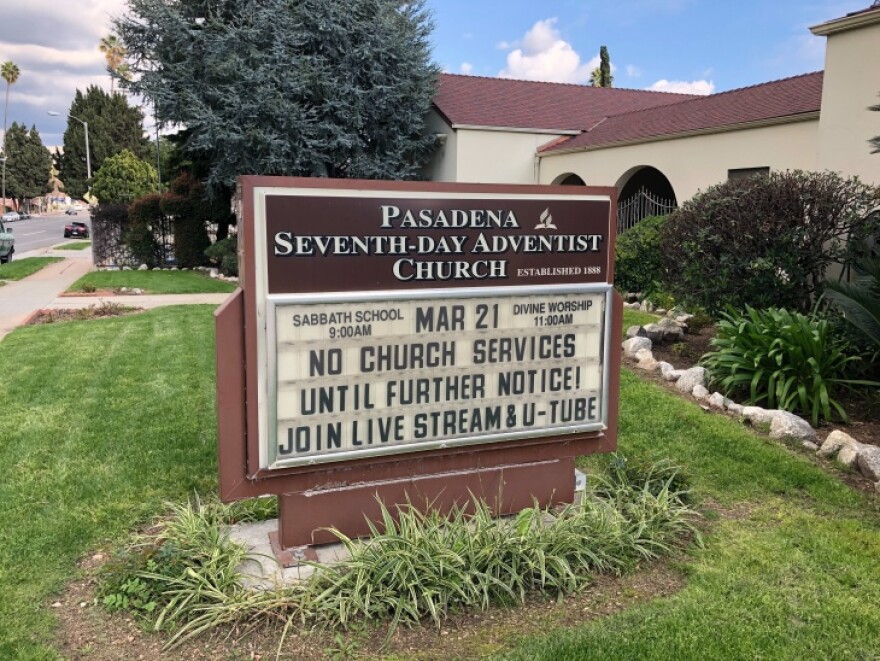 PASADENA
SEVENTH-DAY ADVENTIST
CHURCH ESTABLISHED 1888
SABBATH SCHOOL MAR 21 DIVINE WORSHIP
9:00AM 11:00AM
NO CHURCH SERVICES
UNTIL FURTHER NOTICE!
JOIN LIVE STREAM & U-TUBE